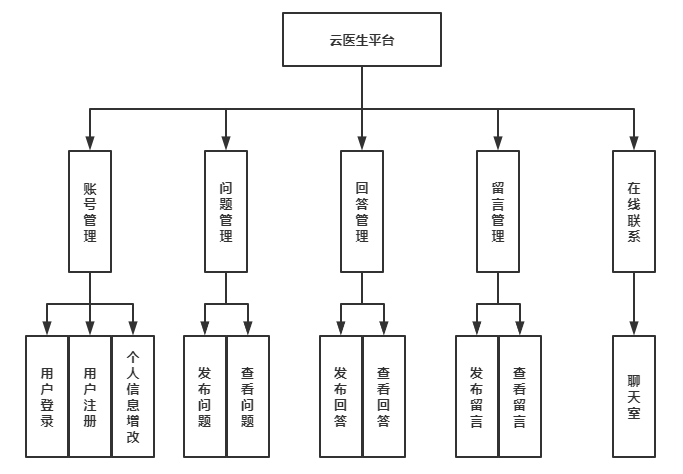 云医生平台
账号管理
问题管理
回答管理
留言管理
在线联系
用户登录
用户注册
个人信息增改
发布问题
查看问题
发布回答
查看回答
发布留言
查看留言
聊天室